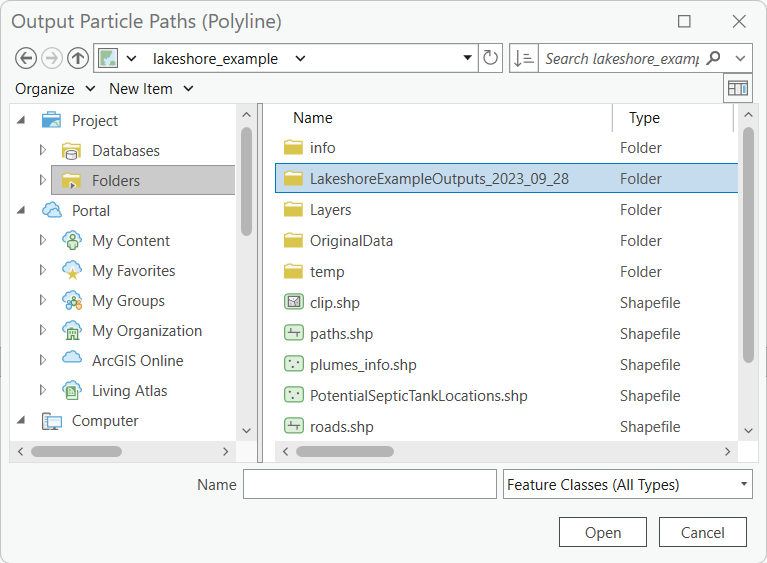 Output Particle Paths (Polyline)
lakeshore_example
Search lakeshore_examp
Organize New Item
Project
Databases
Folders
Portal
My Content
My Favorites
My Groups
My Organization
ArcGIS Online
Living Atlas
Computer
Name Type
info Folder
LakeshoreExampleOutputs_2023_09_28 Folder
Layers Folder
OriginalData Folder
temp Folder
clip.shp Shapefile
paths.shp Shapefile
plumes_info.shp Shapefile
PotentialSepticTankLocations.shp Shapefile
roads.shp Shapefile
Name Feature Classes (All Types)
Open Cancel